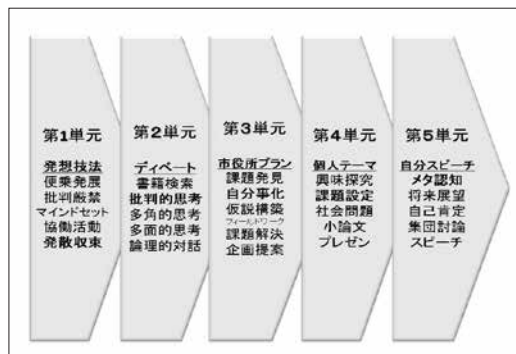 第1単元
発想技法
便乗発展
批判厳禁
マインドセット
協働活動
発散収束
第2単元
ディベート
書籍検索
批判的思考
多角的思考
多面的思考
論理的対話
第3単元
市役所プラン
課題発見
自分事化
仮説構築
フィールドワーク
課題解決
企画提案
第4単元
個人テーマ
興味探究
課題設定
社会問題
小論文
プレゼン
第5単元
自分スピーチ
メタ認知
将来展望
自己肯定
集団討論
スピーチ